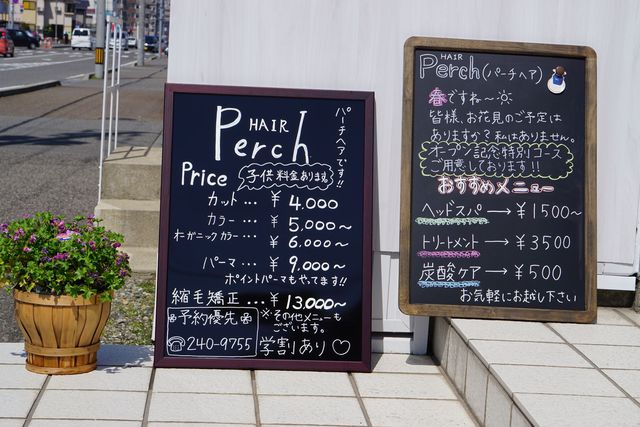 HAIR
Perch
パーチヘアです!!
Price
子供料金あります。
カット… ¥ 4,000
カラー… ¥ 5,000~
オーガニックカラー… ¥ 6,000~
パーマ… ¥ 9,000~
ポイントパーマもやってます!!
縮毛矯正… ¥ 13,000~
予約優先
☎240-9755
※その他メニューも
ございます。
学割あり♡
HAIR
Perch(パーチヘア)
春ですね~☼
皆様、お花見のご予定は
ありますか?私はありません。
オープン記念特別コース
ご用意しております!!
おすすめメニュー
ヘッドスパ→¥1500~
トリートメント→¥3500
炭酸ケア→¥500
お気軽にお越し下さい